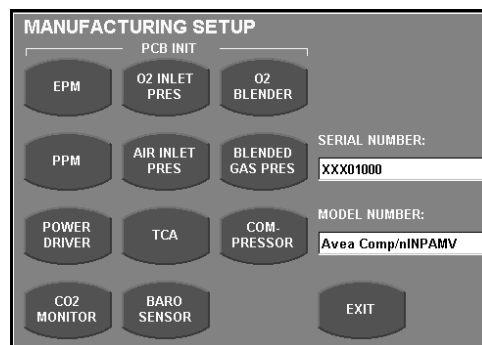 MANUFACTURING SETUP
PCB INIT
EPM
O2 INLET
PRES
O2
BLENDER
PPM
AIR INLET
PRES
BLENDED
GAS PRES
SERIAL NUMBER:
XXX01000
POWER
DRIVER
TCA
COM-
PRESSOR
MODEL NUMBER:
Avea Comp/nINPAMV
CO2
MONITOR
BARO
SENSOR
EXIT